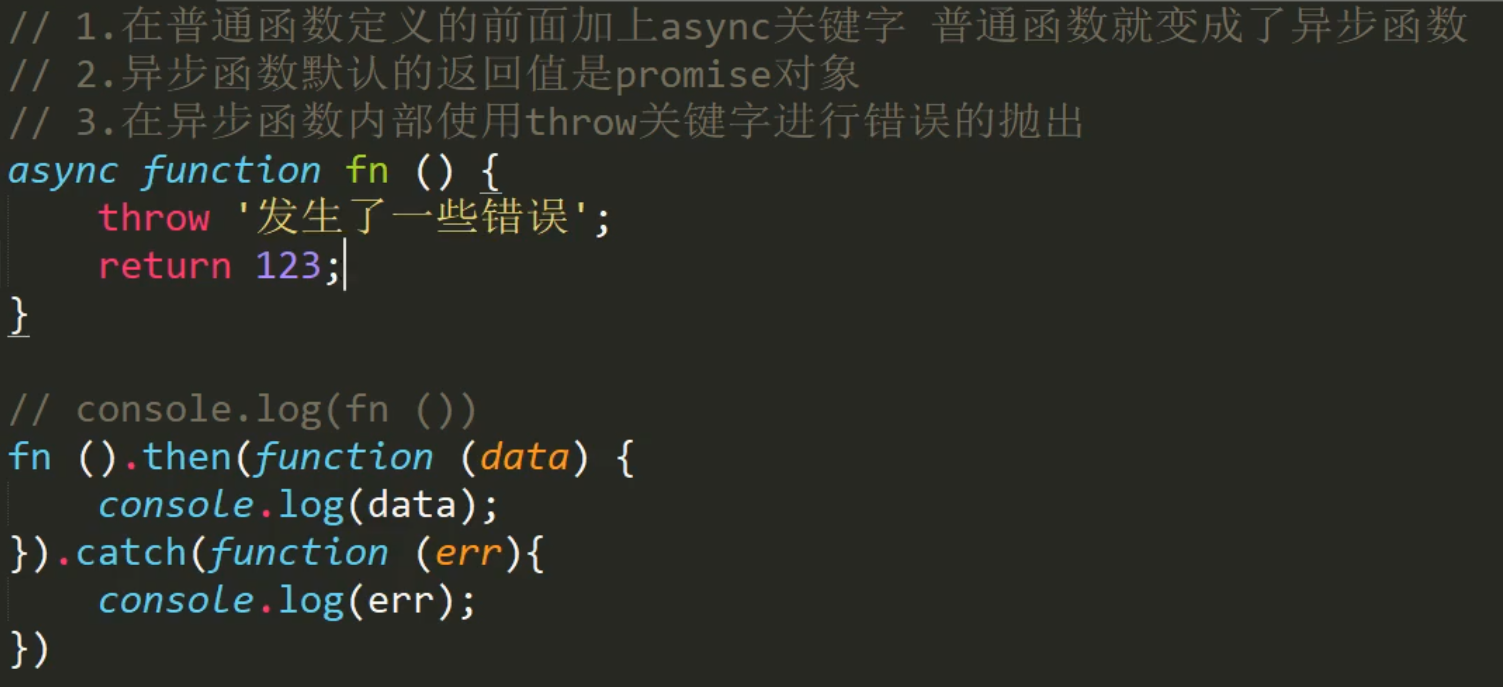 // 1.在普通函数定义的前面加上async关键字 普通函数就变成了异步函数
// 2.异步函数默认的返回值是promise对象
// 3.在异步函数内部使用throw关键字进行错误的抛出
async function fn () {
    throw '发生了一些错误';
    return 123;
}
// console.log(fn ())
fn ().then(function (data) {
    console.log(data);
}).catch(function (err){
    console.log(err);
})